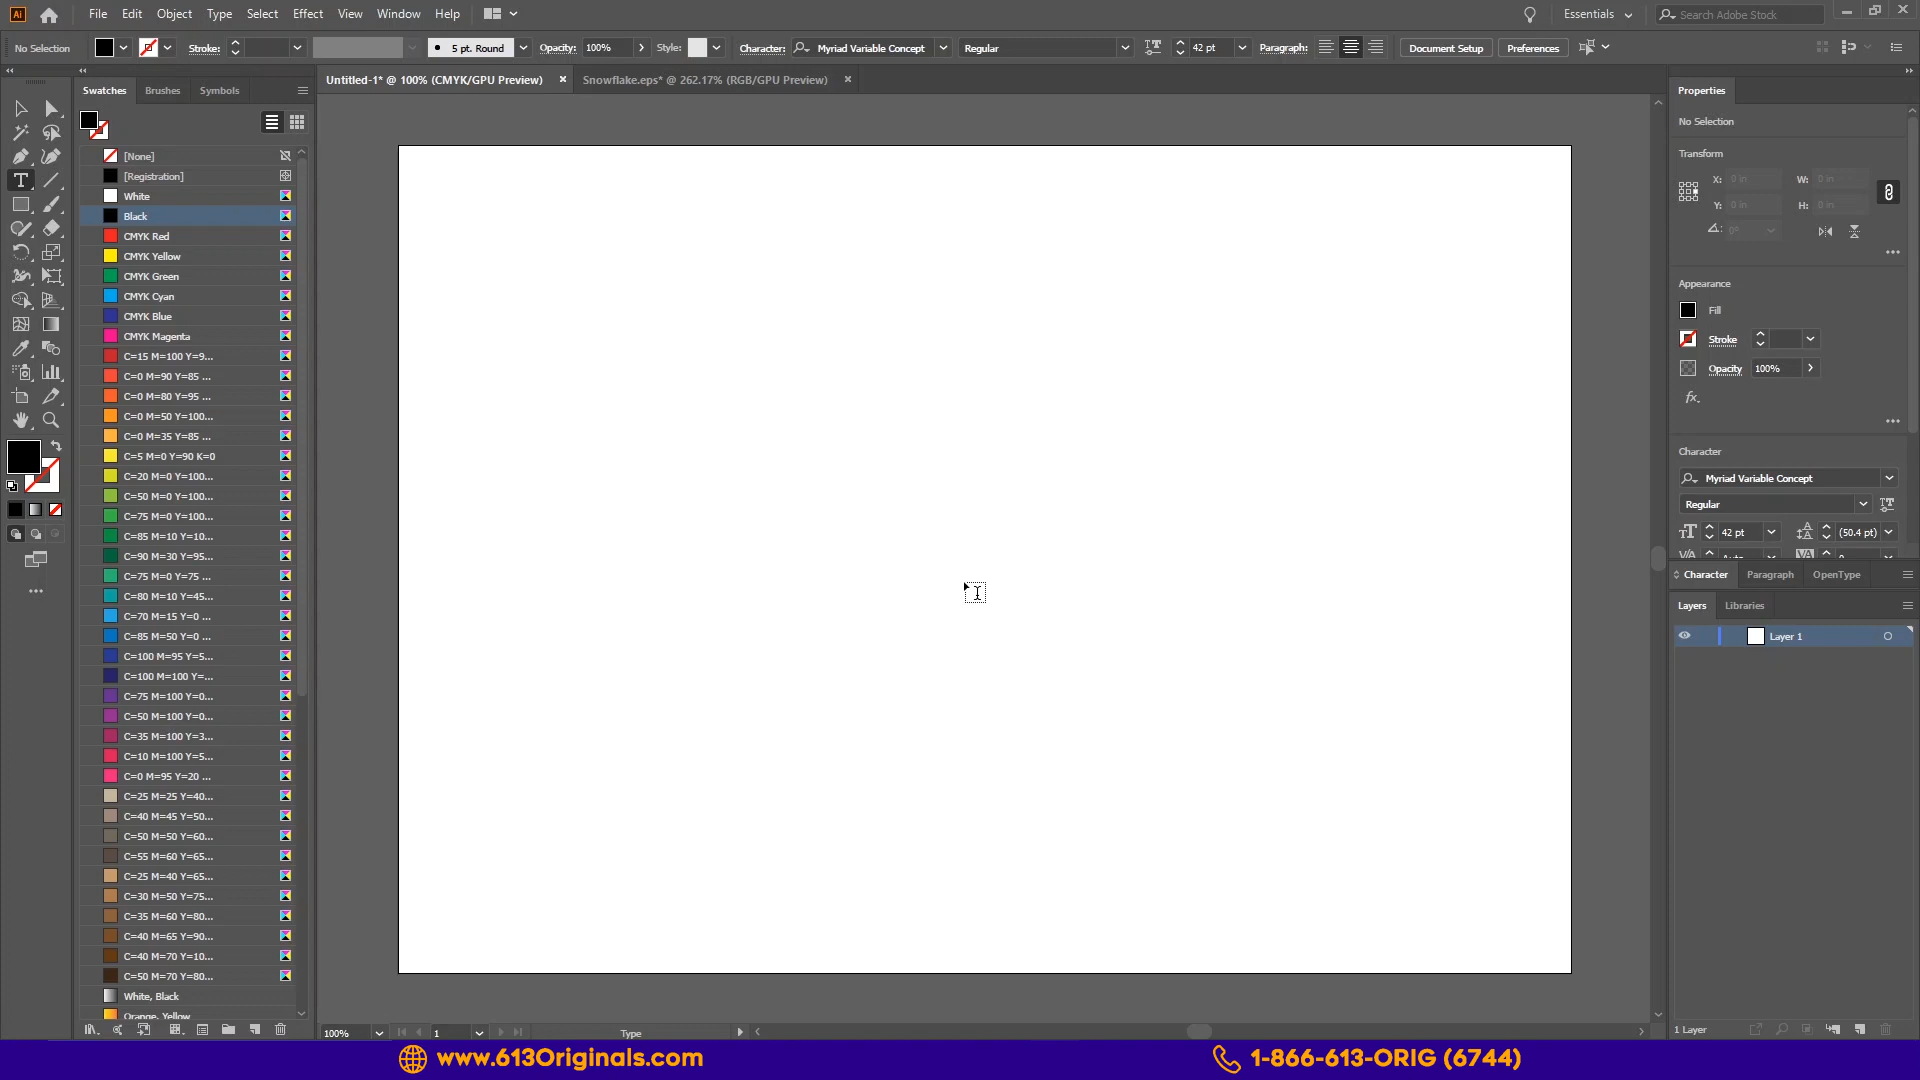 File Edit Object Type Select Effect View Window Help
Essentials
Search Adobe Stock
No Selection Stroke: 5 pt. Round Opacity: 100% Style: Character: Myriad Variable Concept Regular 42 pt Paragraph: Document Setup Preferences
Untitled-1* @ 100% (CMYK/GPU Preview)
Snowflake.eps* @ 262.17% (RGB/GPU Preview)
Swatches Brushes Symbols
[None]
[Registration]
White
Black
CMYK Red
CMYK Yellow
CMYK Green
CMYK Cyan
CMYK Blue
CMYK Magenta
C=15 M=100 Y=9...
C=0 M=90 Y=85 ...
C=0 M=80 Y=95 ...
C=0 M=50 Y=100...
C=0 M=35 Y=85 ...
C=5 M=0 Y=90 K=0
C=20 M=0 Y=100...
C=50 M=0 Y=100...
C=75 M=0 Y=100...
C=85 M=10 Y=10...
C=90 M=30 Y=95...
C=75 M=0 Y=75 ...
C=80 M=10 Y=45...
C=70 M=15 Y=0 ...
C=85 M=50 Y=0 ...
C=100 M=95 Y=5...
C=100 M=100 Y=...
C=75 M=100 Y=0...
C=50 M=100 Y=0...
C=35 M=100 Y=3...
C=10 M=100 Y=5...
C=0 M=95 Y=20 ...
C=25 M=25 Y=40...
C=40 M=45 Y=50...
C=50 M=50 Y=60...
C=55 M=60 Y=65...
C=25 M=40 Y=65...
C=30 M=50 Y=75...
C=35 M=60 Y=80...
C=40 M=65 Y=90...
C=40 M=70 Y=10...
C=50 M=70 Y=80...
White, Black
Orange, Yellow
100% 1 Type
Properties
No Selection
Transform
X: 0 in W: 0 in
Y: 0 in H: 0 in
0°
Appearance
Fill
Stroke
Opacity 100%
fx.
Character
Myriad Variable Concept
Regular
42 pt (50.4 pt)
Character Paragraph OpenType
Layers Libraries
Layer 1
1 Layer
www.613Originals.com
1-866-613-ORIG (6744)